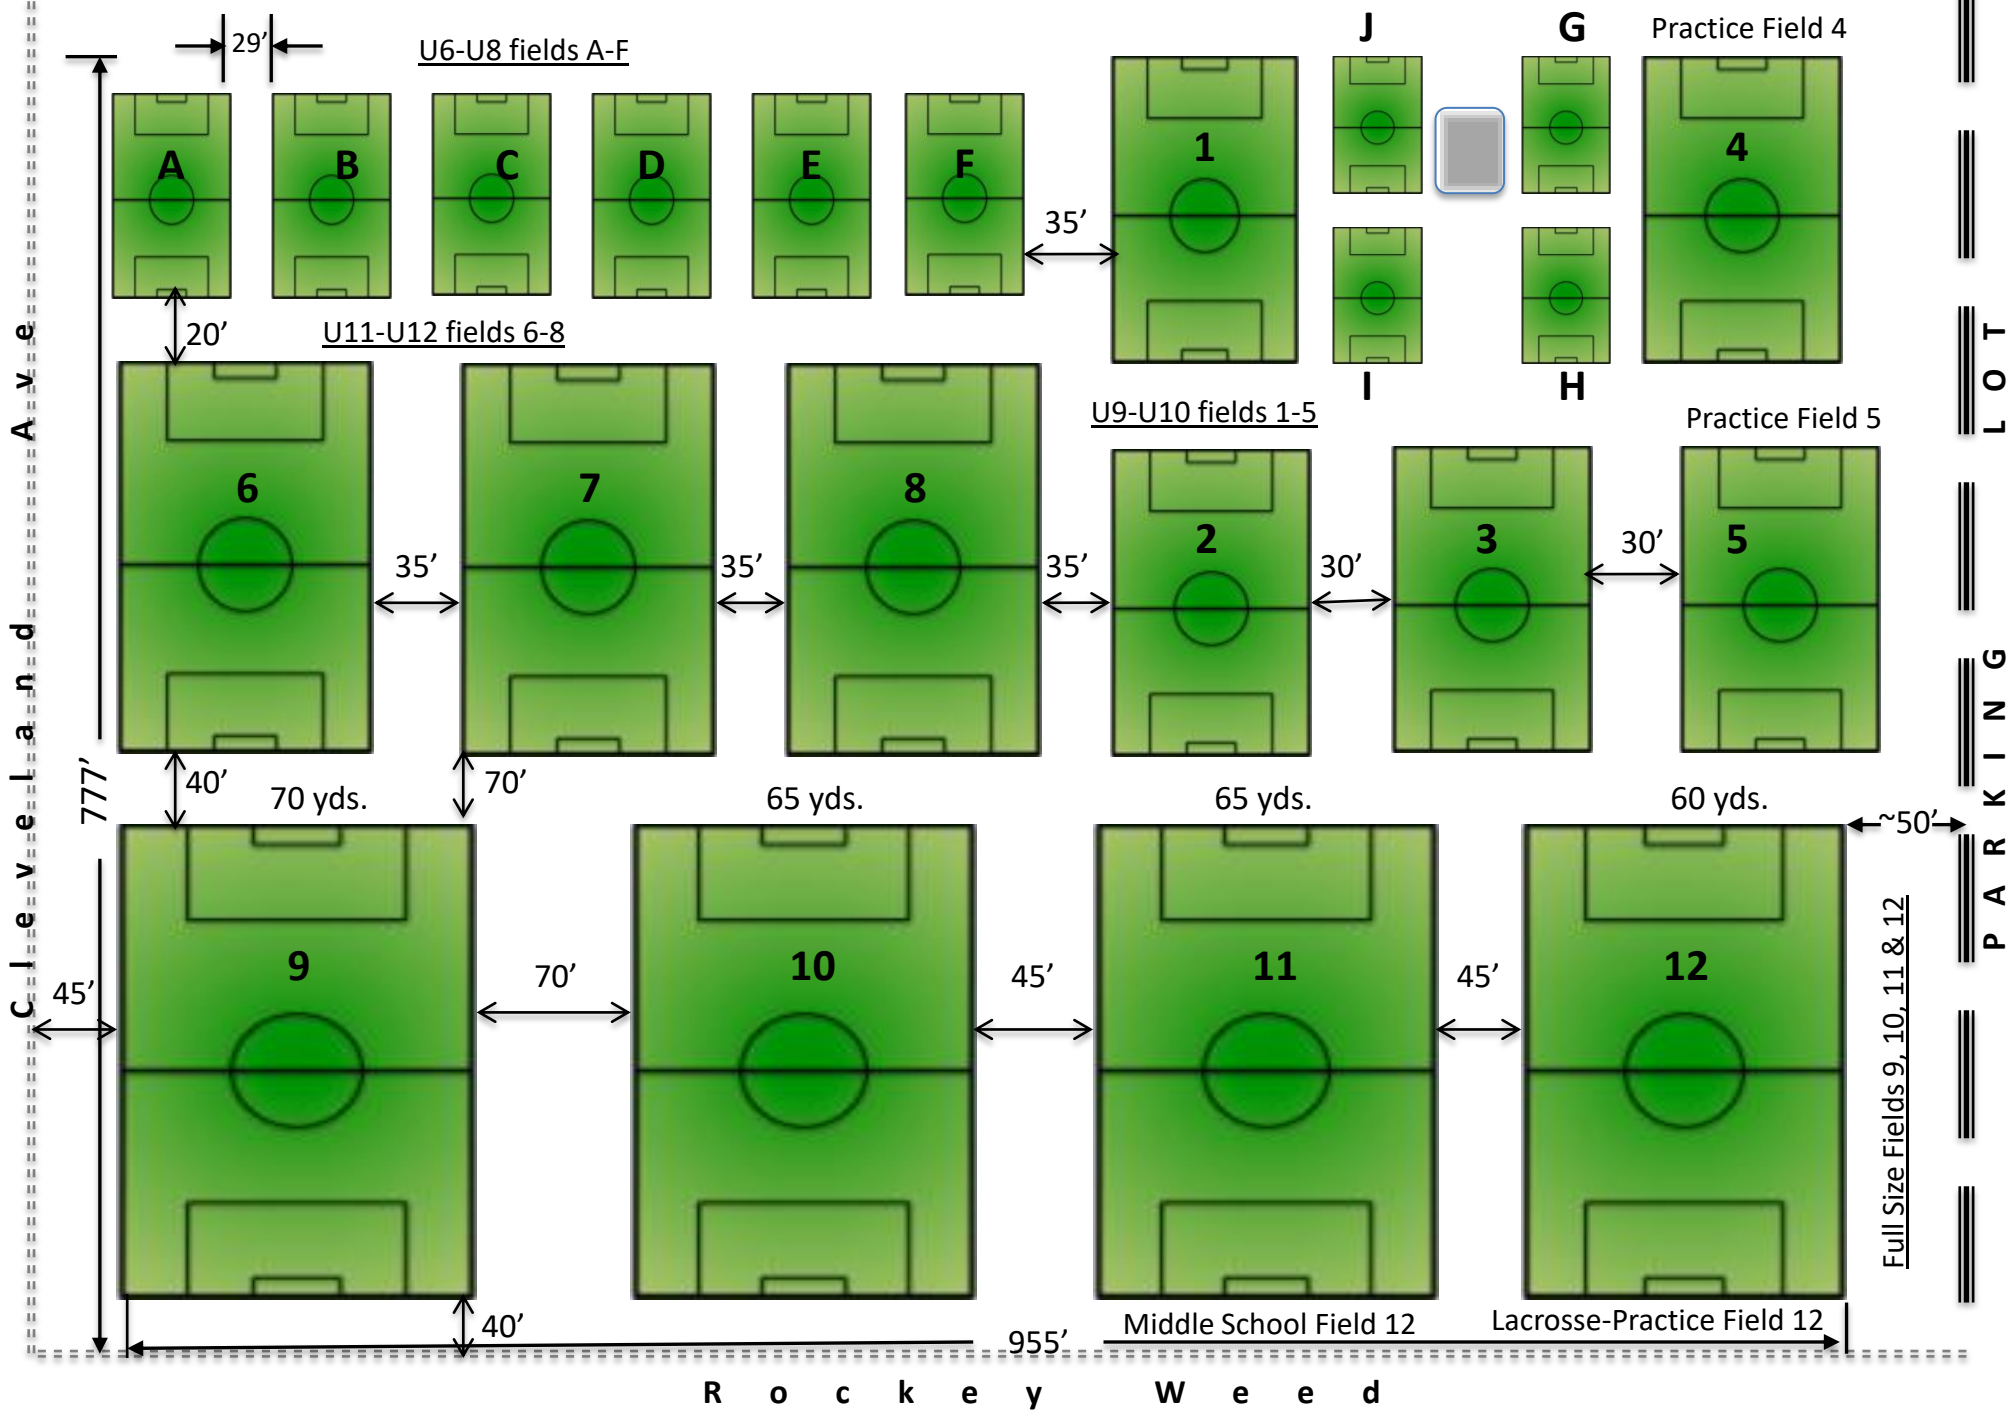 J
G
Practice Field 4
29’
U6-U8 fields A-F
A
B
C
D
E
F
1
4
35’
20’
U11-U12 fields 6-8
I
H
U9-U10 fields 1-5
Practice Field 5
6
7
8
2
3
5
35’
35’
35’
30’
30’
Cleveland Ave
PARKING LOT
777’
40’
70’
70 yds.
65 yds.
65 yds.
60 yds.
~50’
9
10
11
12
45’
70’
45’
45’
Full Size Fields 9, 10, 11 & 12
40’
955’
Middle School Field 12
Lacrosse-Practice Field 12
Rockey Weed